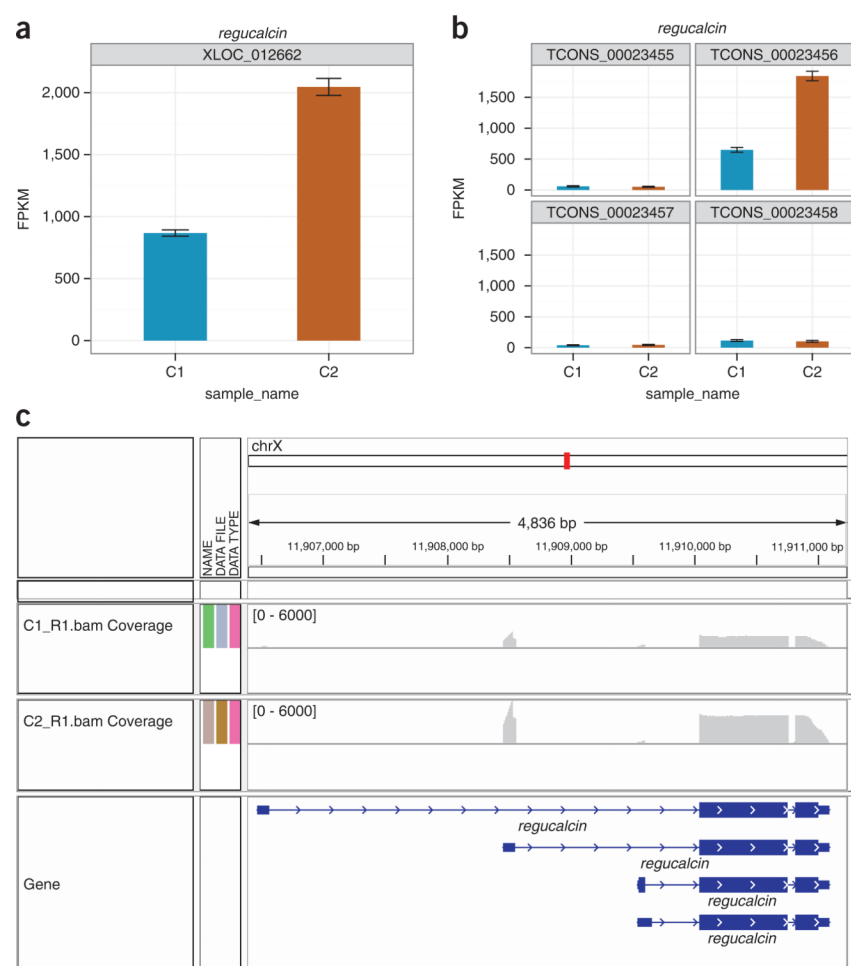 a
regucalcin
XLOC_012662
2,000
1,500
1,000
500
0
FPKM
C1 C2
sample_name
b
regucalcin
TCONS_00023455 TCONS_00023456
1,500
1,000
500
0
FPKM
TCONS_00023457 TCONS_00023458
1,500
1,000
500
0
C1 C2 C1 C2
sample_name
c
NAME
DATA FILE
DATA TYPE
chrX
4,836 bp
11,907,000 bp 11,908,000 bp 11,909,000 bp 11,910,000 bp 11,911,000 bp
C1_R1.bam Coverage [0 - 6000]
C2_R1.bam Coverage [0 - 6000]
Gene
regucalcin
regucalcin
regucalcin
regucalcin